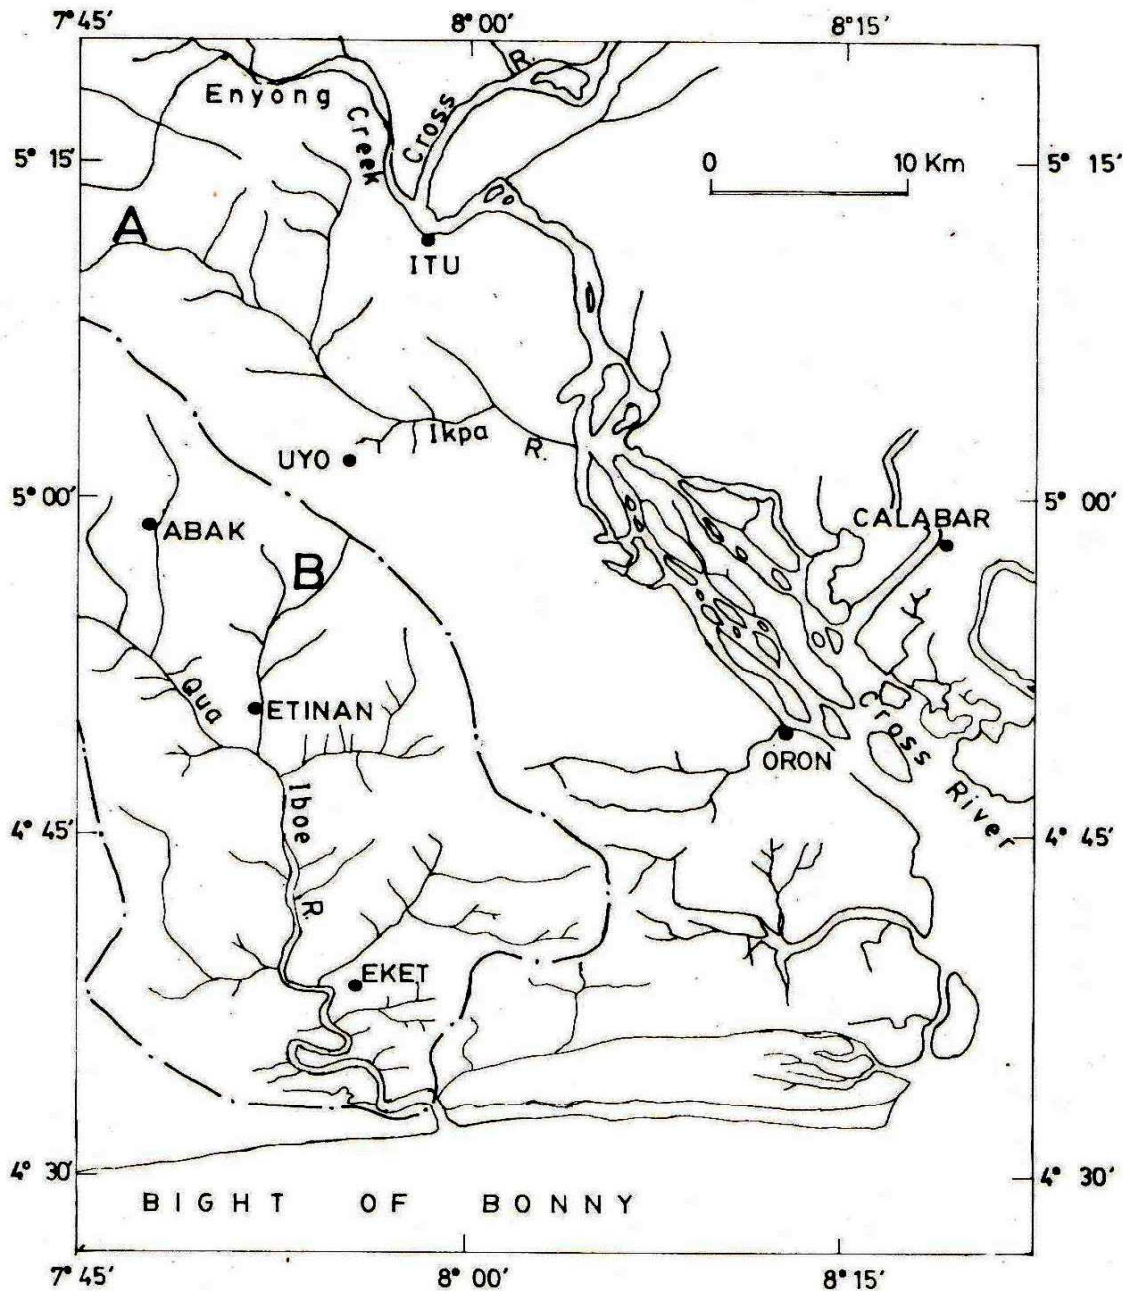 7° 45′ 8° 00′ 8° 15′
R.
Enyong Creek
Cross
5° 15′ 5° 15′
0 10 Km
A
ITU
Ikpa R.
UYO
5° 00′ 5° 00′
CALABAR
ABAK
B
Qua Iboe R.
ETINAN
Cross River
ORON
4° 45′ 4° 45′
EKET
4° 30′ 4° 30′
BIGHT OF BONNY
7° 45′ 8° 00′ 8° 15′